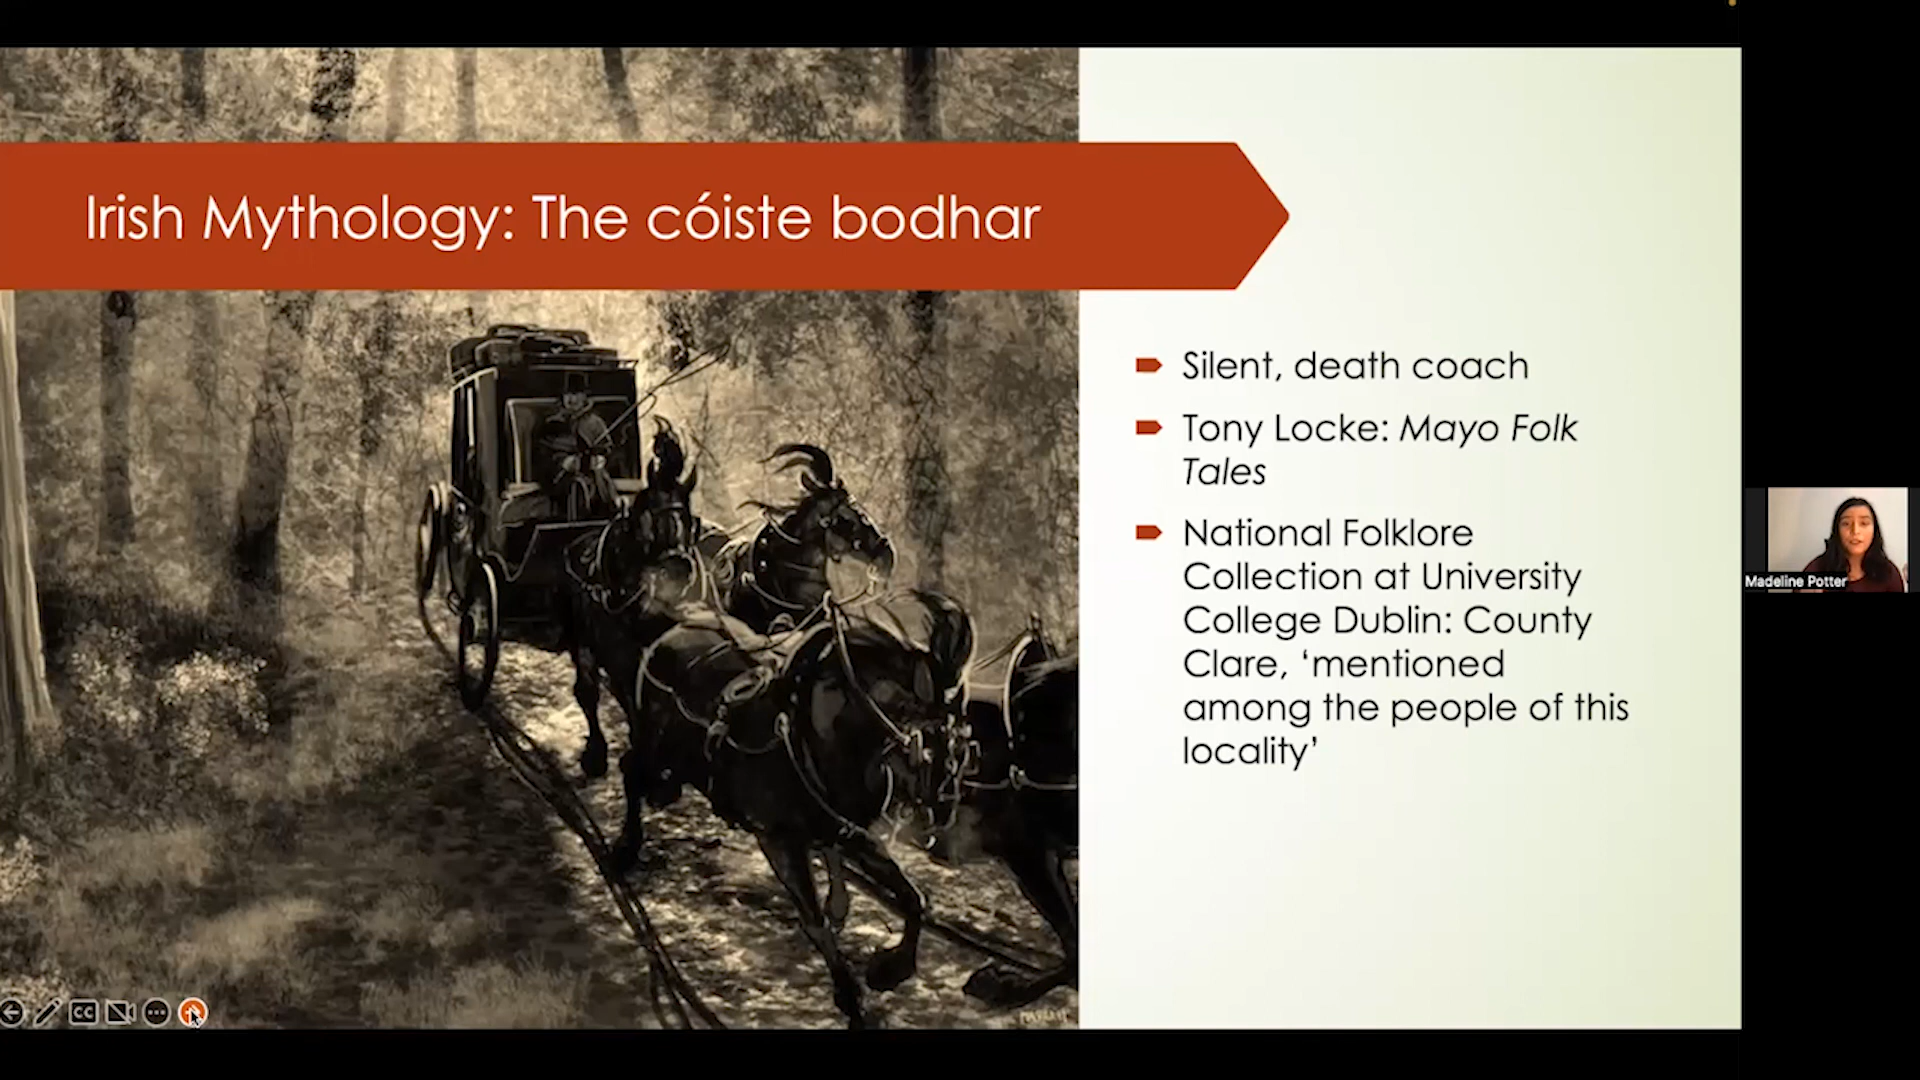 Irish Mythology: The cóiste bodhar
Silent, death coach
Tony Locke: Mayo Folk
Tales
National Folklore
Collection at University
College Dublin: County
Clare, ‘mentioned
among the people of this
locality’
Madeline Potter
CC